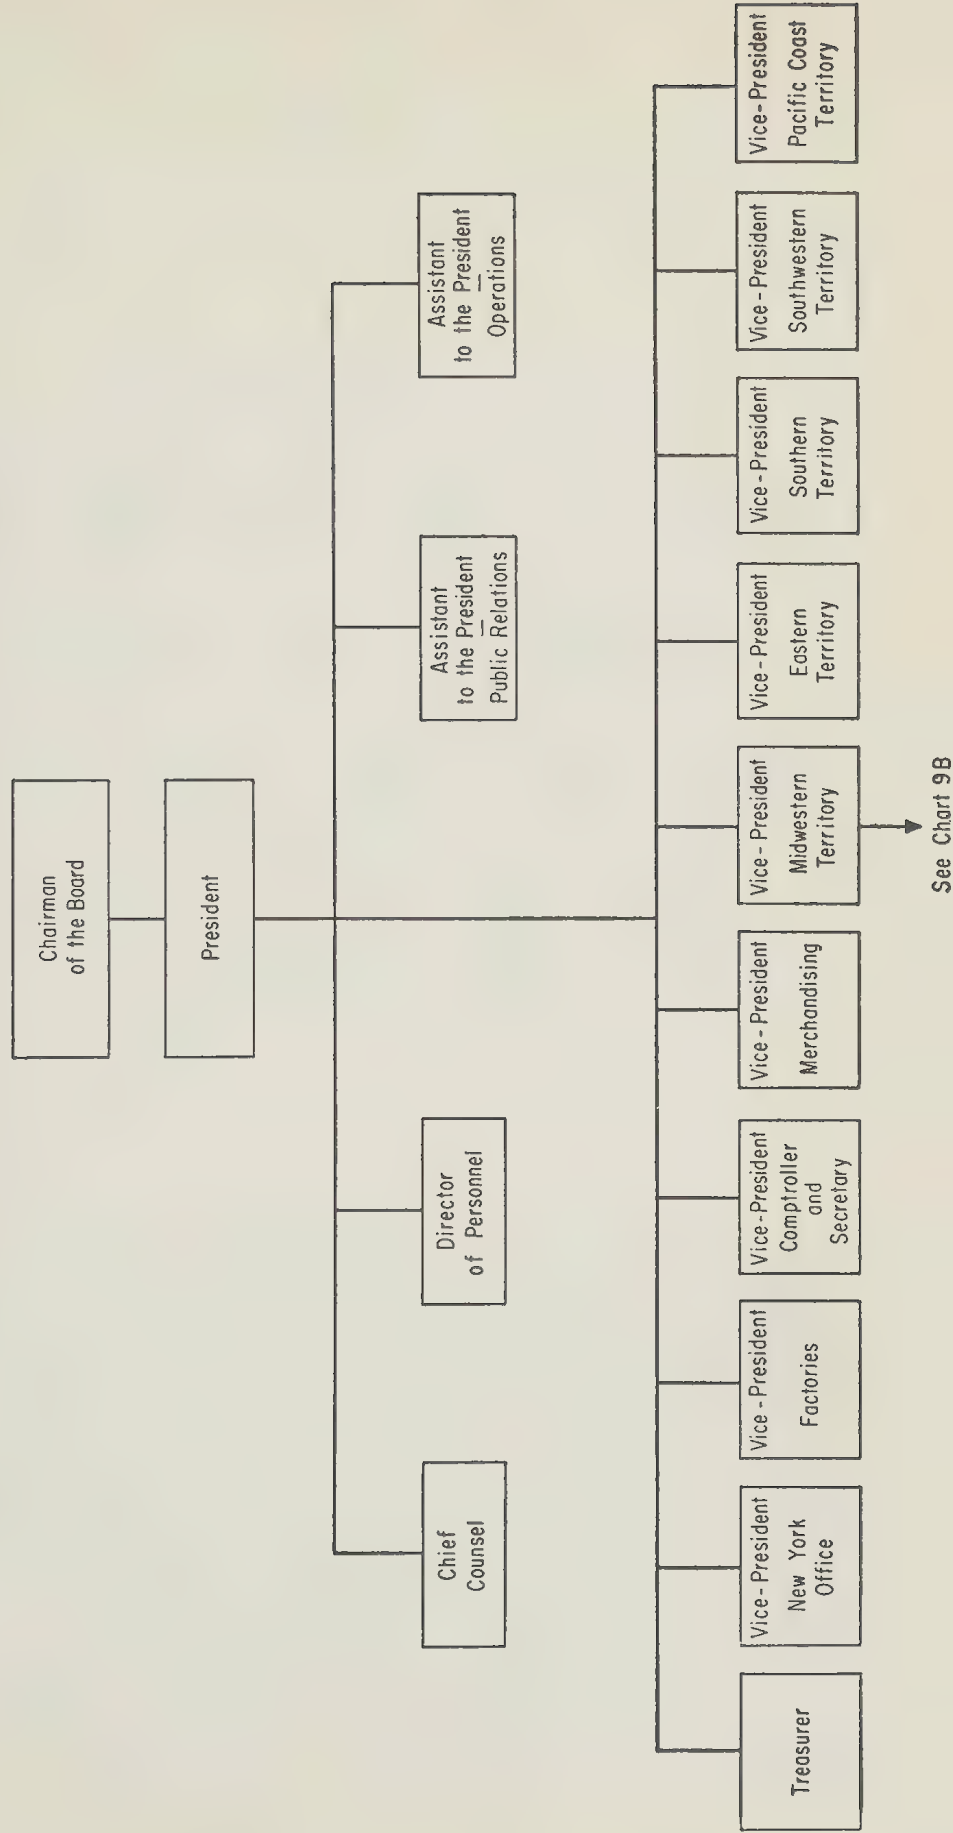 Chairman
of the Board
President
Chief
Counsel
Director
of Personnel
Assistant
to the President
—
Public Relations
Assistant
to the President
—
Operations
Treasurer
Vice-President
New York
Office
Vice-President
Factories
Vice-President
Comptroller
and
Secretary
Vice-President
Merchandising
Vice-President
Midwestern
Territory
Vice-President
Eastern
Territory
Vice-President
Southern
Territory
Vice-President
Southwestern
Territory
Vice-President
Pacific Coast
Territory
See Chart 9B